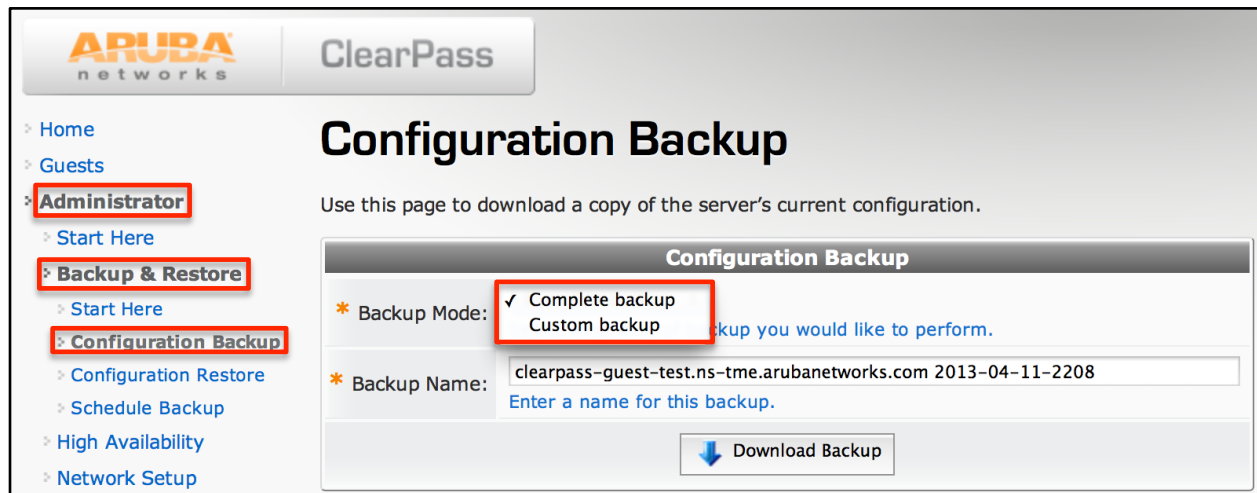 ARUBA
networks
ClearPass
Home
Guests
Administrator
Start Here
Backup & Restore
Start Here
Configuration Backup
Configuration Restore
Schedule Backup
High Availability
Network Setup
Configuration Backup
Use this page to download a copy of the server's current configuration.
Configuration Backup
* Backup Mode:
✓ Complete backup
Custom backup
you would like to perform.
* Backup Name:
clearpass-guest-test.ns-tme.arubanetworks.com 2013-04-11-2208
Enter a name for this backup.
Download Backup